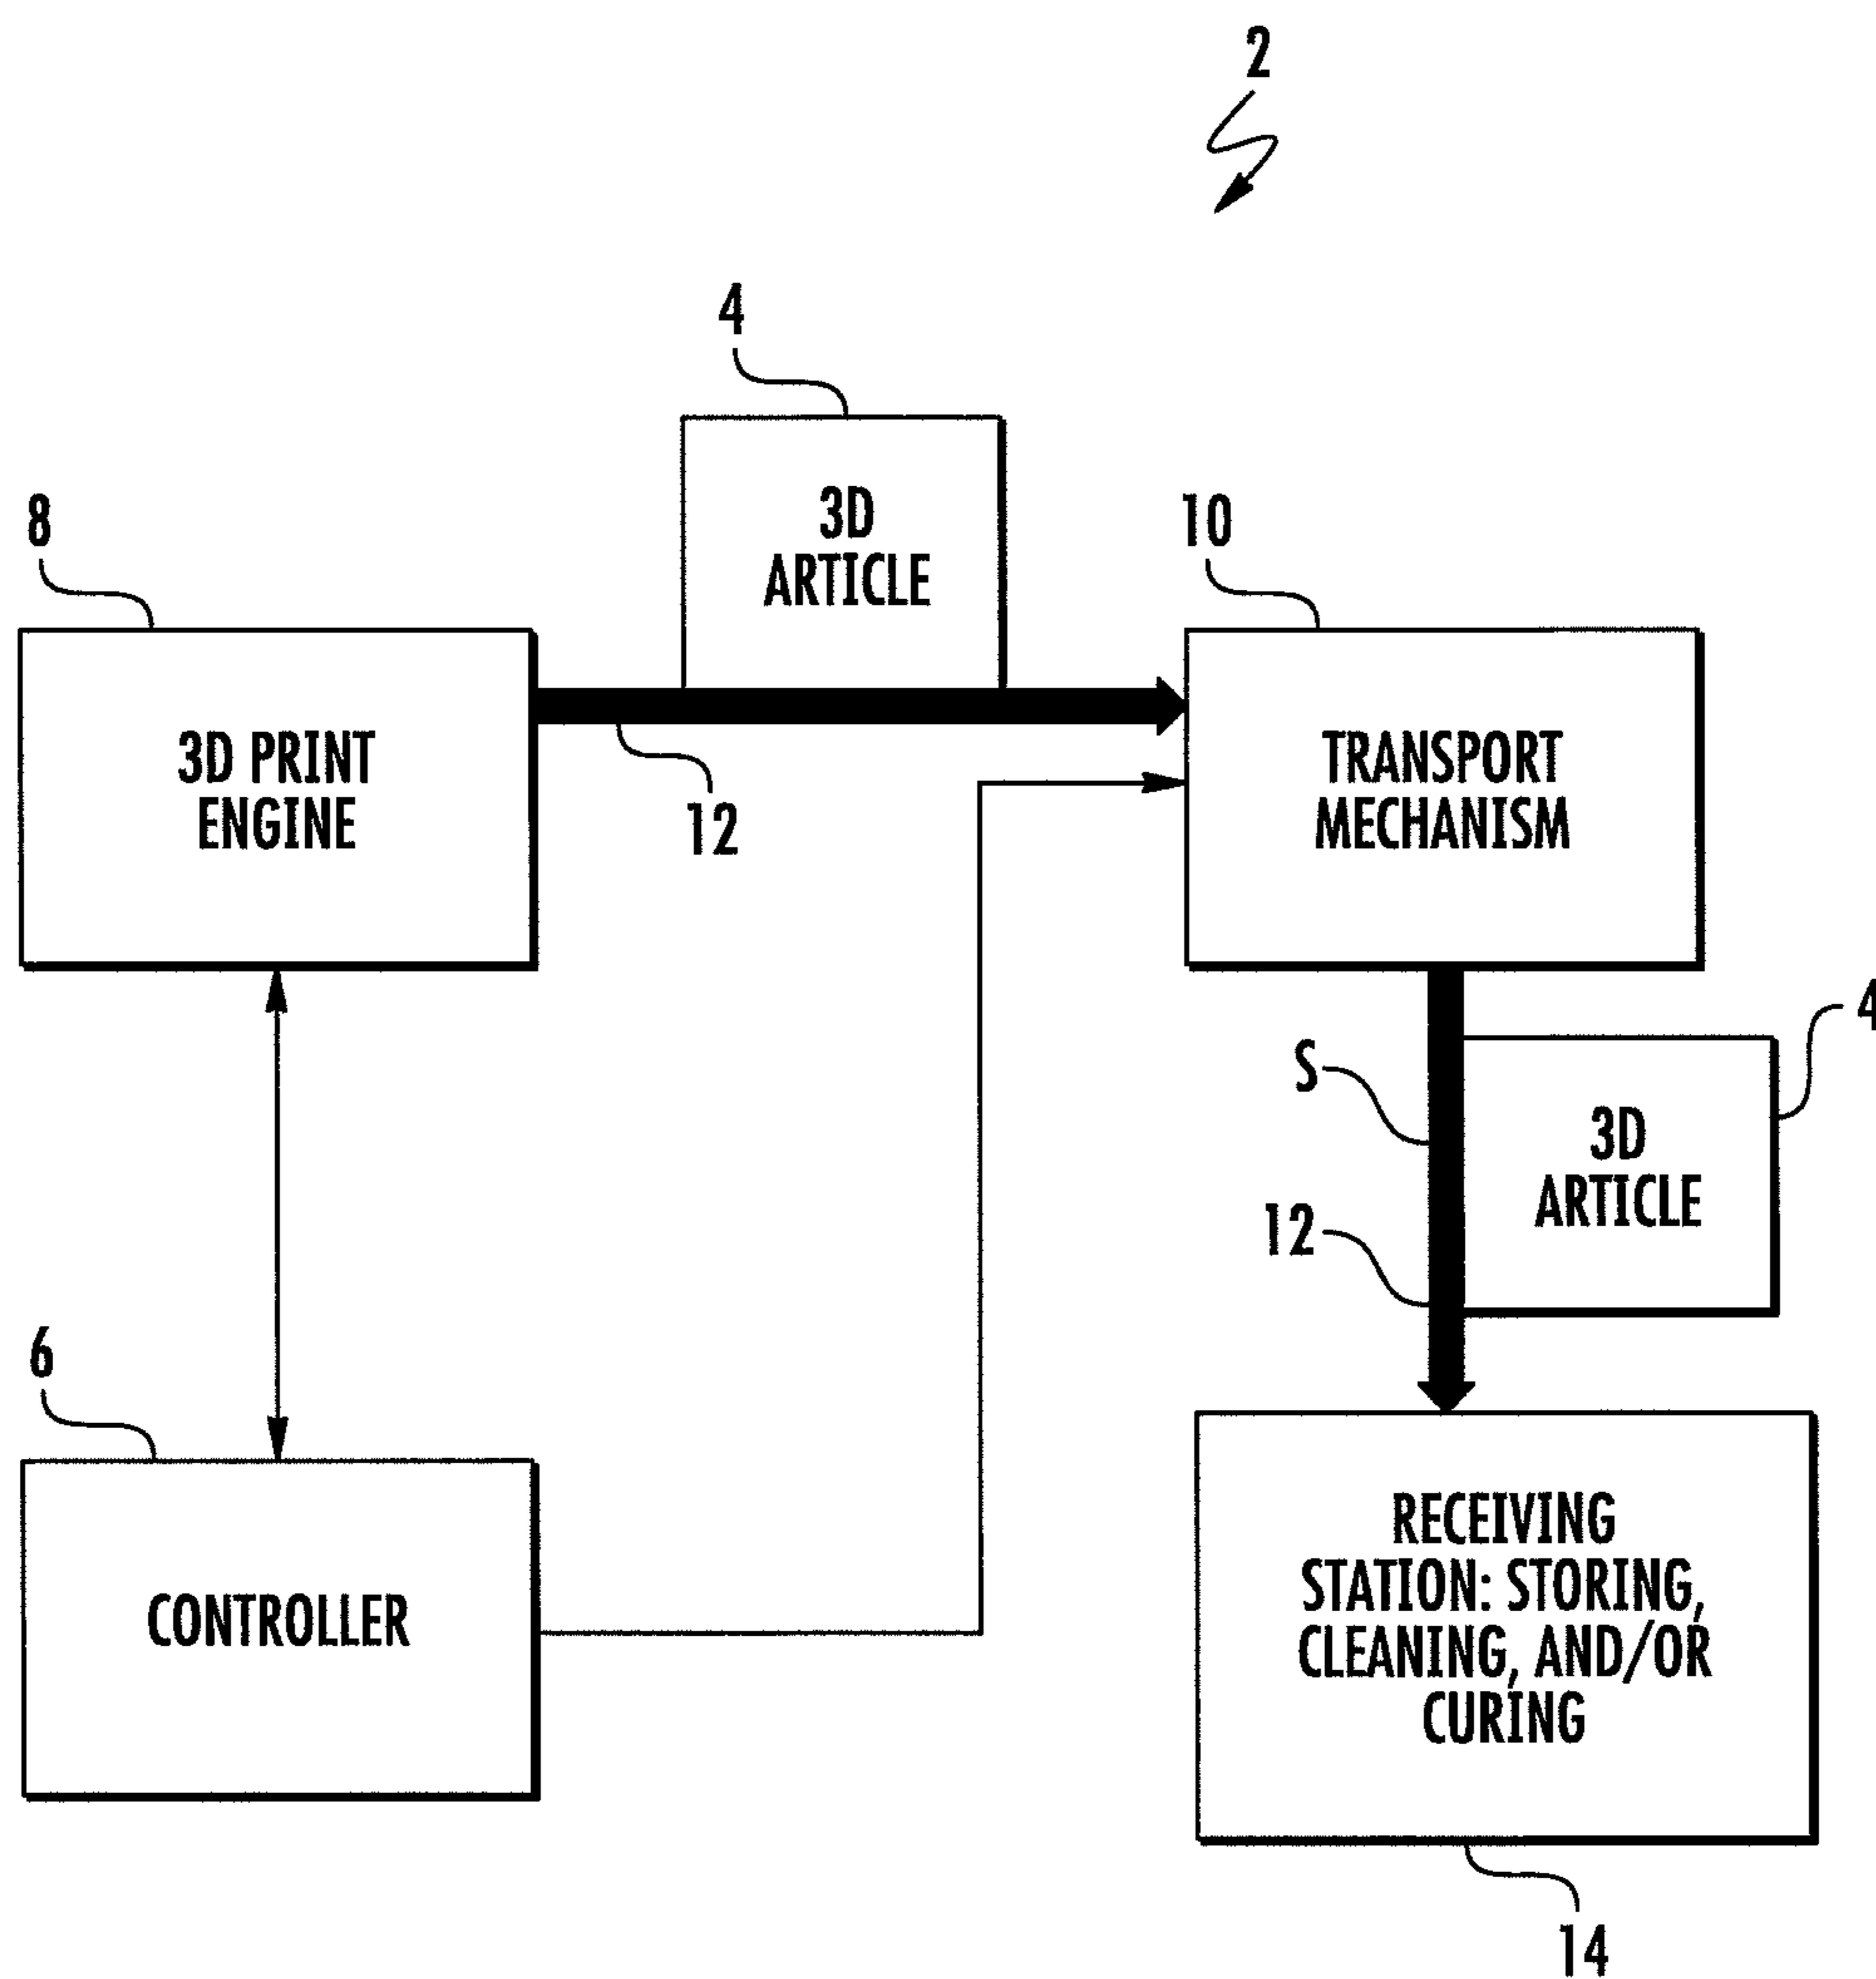 2
4
3D
ARTICLE
8
10
3D PRINT
ENGINE
12
TRANSPORT
MECHANISM
4
S
3D
ARTICLE
12
6
CONTROLLER
RECEIVING
STATION: STORING,
CLEANING, AND/OR
CURING
14